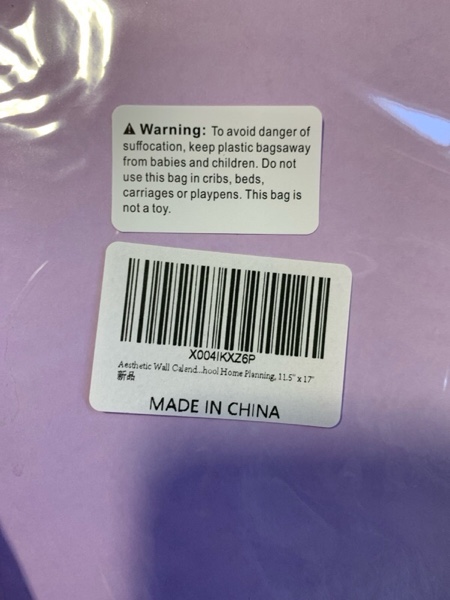 ⚠ Warning: To avoid danger of
suffocation, keep plastic bagsaway
from babies and children. Do not
use this bag in cribs, beds,
carriages or playpens. This bag is
not a toy.
X004IKXZ6P
Aesthetic Wall Calend...hool Home Planning, 11.5" x 17"
新品
MADE IN CHINA